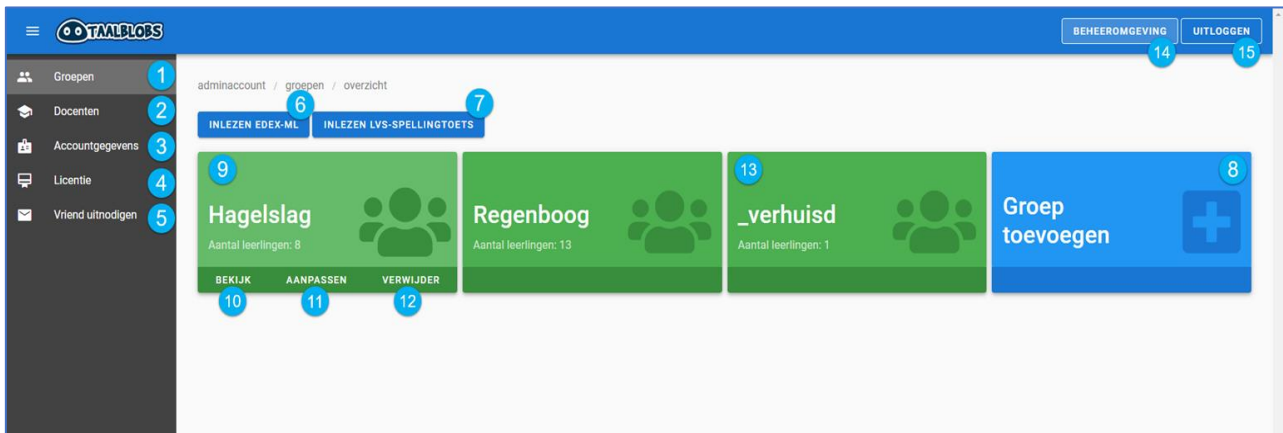 TAALBLOBS
BEHEEROMGEVING
UITLOGGEN
14
15
Groepen
1
Docenten
2
Accountgegevens
3
Licentie
4
Vriend uitnodigen
5
adminaccount / groepen / overzicht
6
7
INLEZEN EDEX-ML
INLEZEN LVS-SPELLINGTOETS
9
Hagelslag
Aantal leerlingen: 8
BEKIJK
AANPASSEN
VERWIJDER
10
11
12
Regenboog
Aantal leerlingen: 13
13
_verhuisd
Aantal leerlingen: 1
8
Groep
toevoegen